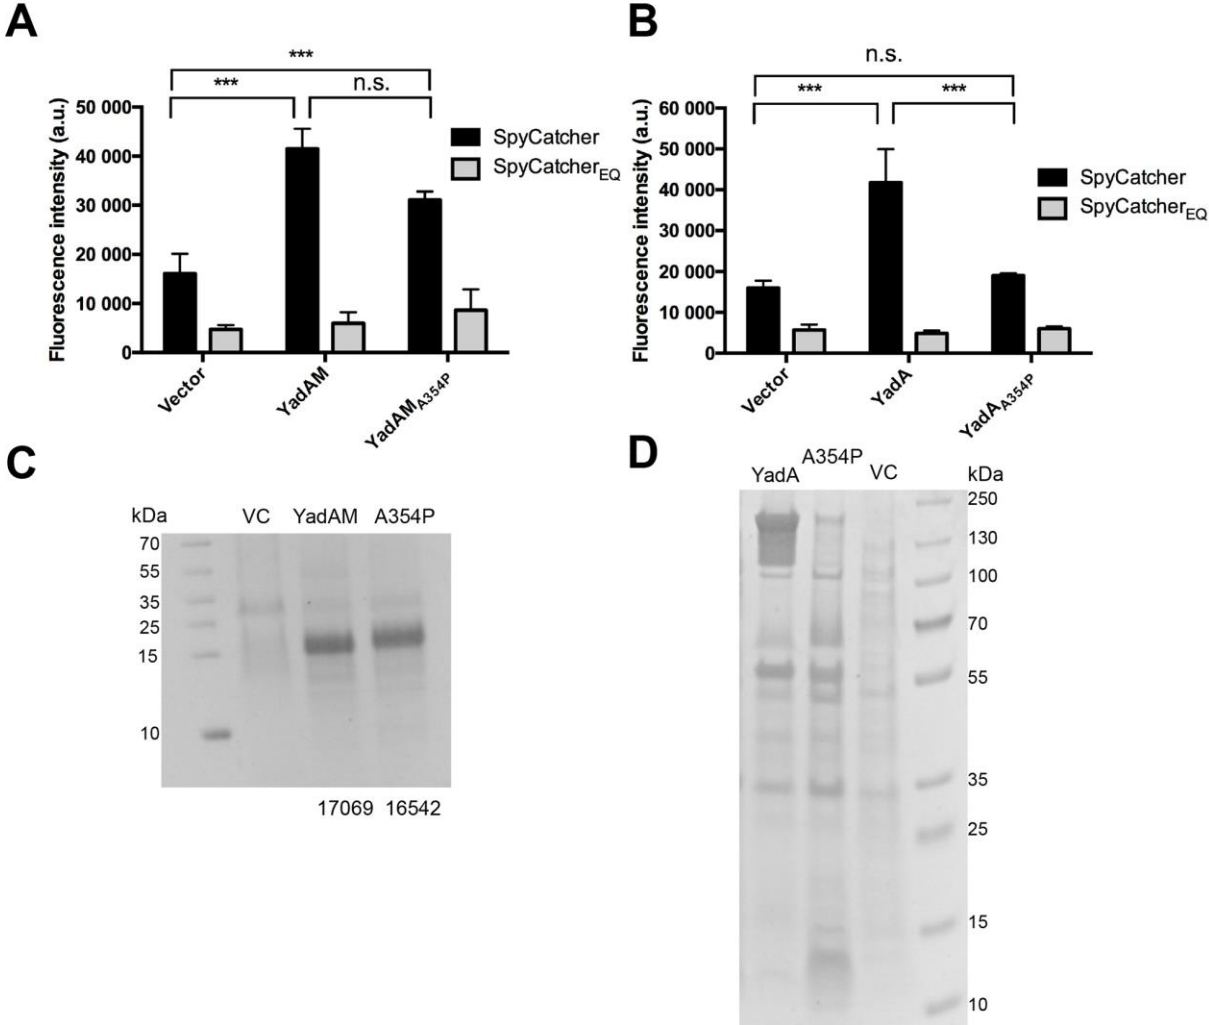 A
***
***
n.s.
Fluorescence intensity (a.u.)
50 000
40 000
30 000
20 000
10 000
0
SpyCatcher
SpyCatcherEQ
Vector
YadAM
YadAMA354P
B
n.s.
***
***
Fluorescence intensity (a.u.)
60 000
50 000
40 000
30 000
20 000
10 000
0
SpyCatcher
SpyCatcherEQ
Vector
YadA
YadAA354P
C
kDa
VC YadAM A354P
70
55
35
25
15
10
17069 16542
D
YadA A354P VC kDa
250
130
100
70
55
35
25
15
10